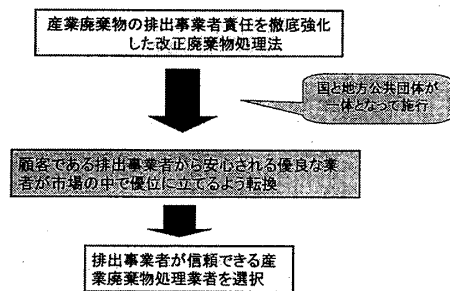 産業廃棄物の排出事業者責任を徹底強化
した改正廃棄物処理法
国と地方公共団体が
一体となって施行
顧客である排出事業者から安心される優良な業
者が市場の中で優位に立てるよう転換
排出事業者が信頼できる産
業廃棄物処理業者を選択